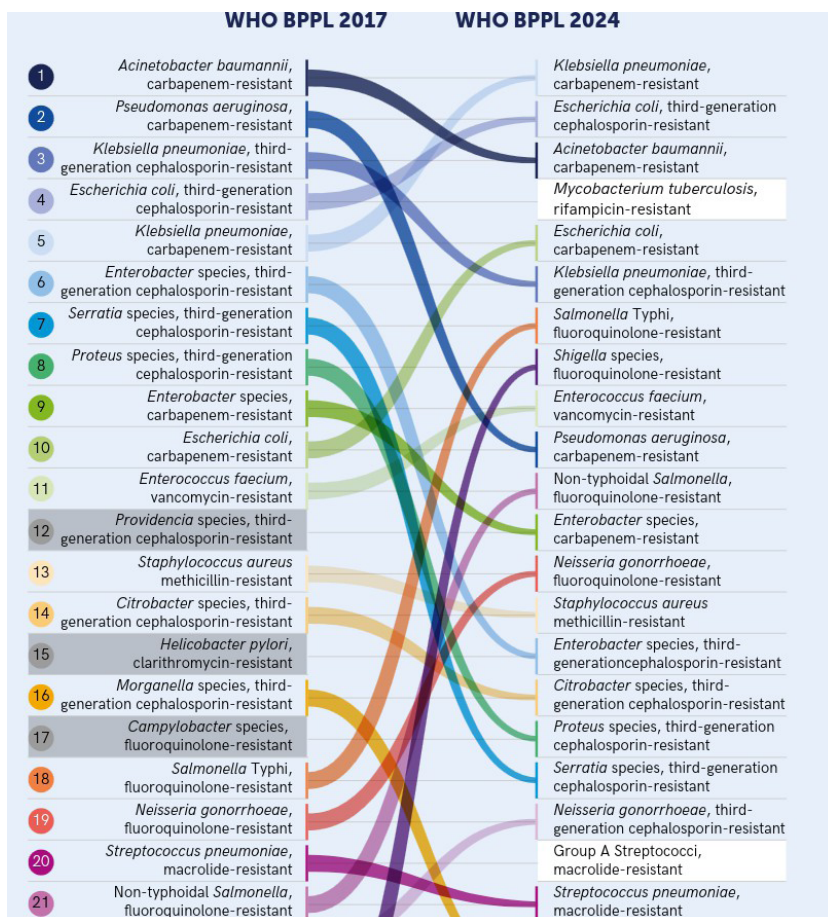 WHO BPPL 2017
WHO BPPL 2024
1
Acinetobacter baumannii,
carbapenem-resistant
2
Pseudomonas aeruginosa,
carbapenem-resistant
3
Klebsiella pneumoniae, third-
generation cephalosporin-resistant
4
Escherichia coli, third-generation
cephalosporin-resistant
5
Klebsiella pneumoniae,
carbapenem-resistant
6
Enterobacter species, third-
generation cephalosporin-resistant
7
Serratia species, third-generation
cephalosporin-resistant
8
Proteus species, third-generation
cephalosporin-resistant
9
Enterobacter species,
carbapenem-resistant
10
Escherichia coli,
carbapenem-resistant
11
Enterococcus faecium,
vancomycin-resistant
12
Providencia species, third-
generation cephalosporin-resistant
13
Staphylococcus aureus
methicillin-resistant
14
Citrobacter species, third-
generation cephalosporin-resistant
15
Helicobacter pylori,
clarithromycin-resistant
16
Morganella species, third-
generation cephalosporin-resistant
17
Campylobacter species,
fluoroquinolone-resistant
18
Salmonella Typhi,
fluoroquinolone-resistant
19
Neisseria gonorrhoeae,
fluoroquinolone-resistant
20
Streptococcus pneumoniae,
macrolide-resistant
21
Non-typhoidal Salmonella,
fluoroquinolone-resistant
Klebsiella pneumoniae,
carbapenem-resistant
Escherichia coli, third-generation
cephalosporin-resistant
Acinetobacter baumannii,
carbapenem-resistant
Mycobacterium tuberculosis,
rifampicin-resistant
Escherichia coli,
carbapenem-resistant
Klebsiella pneumoniae, third-
generation cephalosporin-resistant
Salmonella Typhi,
fluoroquinolone-resistant
Shigella species,
fluoroquinolone-resistant
Enterococcus faecium,
vancomycin-resistant
Pseudomonas aeruginosa,
carbapenem-resistant
Non-typhoidal Salmonella,
fluoroquinolone-resistant
Enterobacter species,
carbapenem-resistant
Neisseria gonorrhoeae,
fluoroquinolone-resistant
Staphylococcus aureus
methicillin-resistant
Enterobacter species, third-
generationcephalosporin-resistant
Citrobacter species, third-
generation cephalosporin-resistant
Proteus species, third-generation
cephalosporin-resistant
Serratia species, third-generation
cephalosporin-resistant
Neisseria gonorrhoeae, third-
generation cephalosporin-resistant
Group A Streptococci,
macrolide-resistant
Streptococcus pneumoniae,
macrolide-resistant